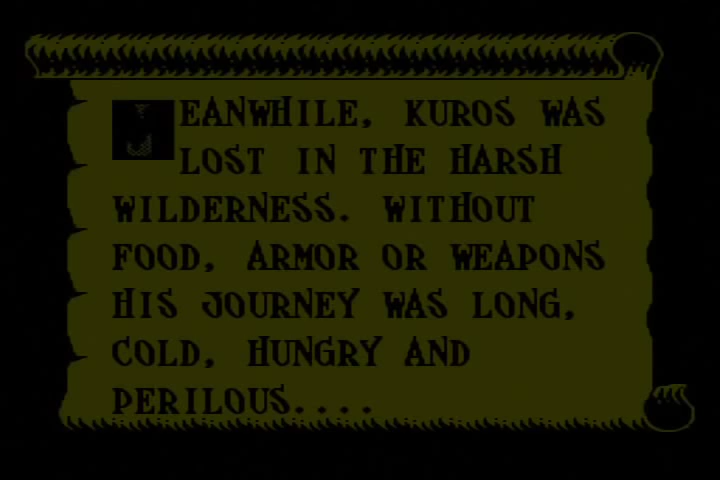 MEANWHILE, KUROS WAS
LOST IN THE HARSH
WILDERNESS. WITHOUT
FOOD, ARMOR OR WEAPONS
HIS JOURNEY WAS LONG,
COLD, HUNGRY AND
PERILOUS....